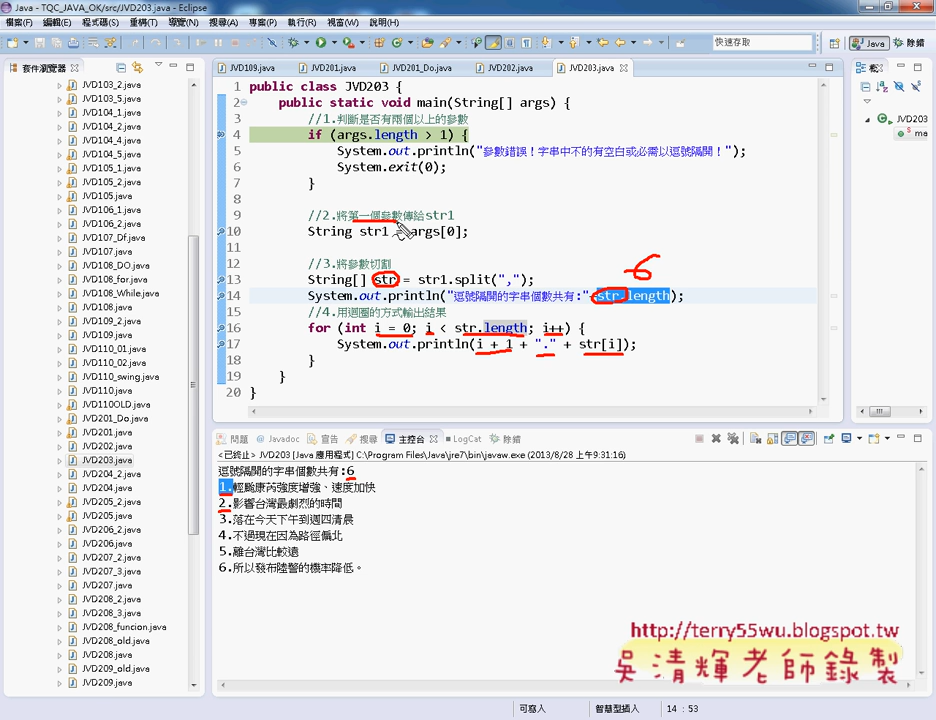 Java - TQC_JAVA_OK/src/JVD203.java - Eclipse
檔案(F) 編輯(E) 程式碼(S) 重構(T) 導覽(N) 搜尋(A) 專案(P) 執行(R) 視窗(W) 說明(H)
快速存取
Java
除錯
套件瀏覽器
JVD103_2.java
JVD103_5.java
JVD104_1.java
JVD104_2.java
JVD104_4.java
JVD104_5.java
JVD105_1.java
JVD105_2.java
JVD105.java
JVD106_1.java
JVD106_2.java
JVD107_Df.java
JVD107.java
JVD108_DO.java
JVD108_for.java
JVD108_While.java
JVD108.java
JVD109.java
JVD110_01.java
JVD110_02.java
JVD110_swing.java
JVD110.java
JVD110OLD.java
JVD201_Do.java
JVD201.java
JVD202.java
JVD203.java
JVD204_2.java
JVD204.java
JVD205_2.java
JVD205.java
JVD206_2.java
JVD206.java
JVD207_2.java
JVD207_3.java
JVD207.java
JVD208_2.java
JVD208_3.java
JVD208_funcion.java
JVD208_old.java
JVD208.java
JVD209_old.java
JVD209.java
JVD109.java JVD201.java JVD201_Do.java JVD202.java JVD203.java
1 public class JVD203 {
2 public static void main(String[] args) {
3 //1.判斷是否有兩個以上的參數
4 if (args.length > 1) {
5 System.out.println("參數錯誤！字串中不的有空白或必需以逗號隔開！");
6 System.exit(0);
7 }
8
9 //2.將第一個參數傳給str1
10 String str1 args[0];
11
12 //3.將參數切割
13 String[] str = str1.split(",");
6
14 System.out.println("逗號隔開的字串個數共有:"+str.length);
15 //4.用迴圈的方式輸出結果
16 for (int i = 0; i < str.length; i++) {
17 System.out.println(i + 1 + "." + str[i]);
18 }
19 }
20 }
JVD203
ma
問題 Javadoc 宣告 搜尋 主控台 LogCat 除錯
<已終止> JVD203 [Java 應用程式] C:\Program Files\Java\jre7\bin\javaw.exe (2013/8/28 上午9:31:16)
逗號隔開的字串個數共有:6
1.輕颱康芮強度增強、速度加快
2.影響台灣最劇烈的時間
3.落在今天下午到週四清晨
4.不過現在因為路徑偏北
5.離台灣比較遠
6.所以發布陸警的機率降低。
http://terry55wu.blogspot.tw
吳清輝老師錄製
可寫入 智慧型插入 14 : 53